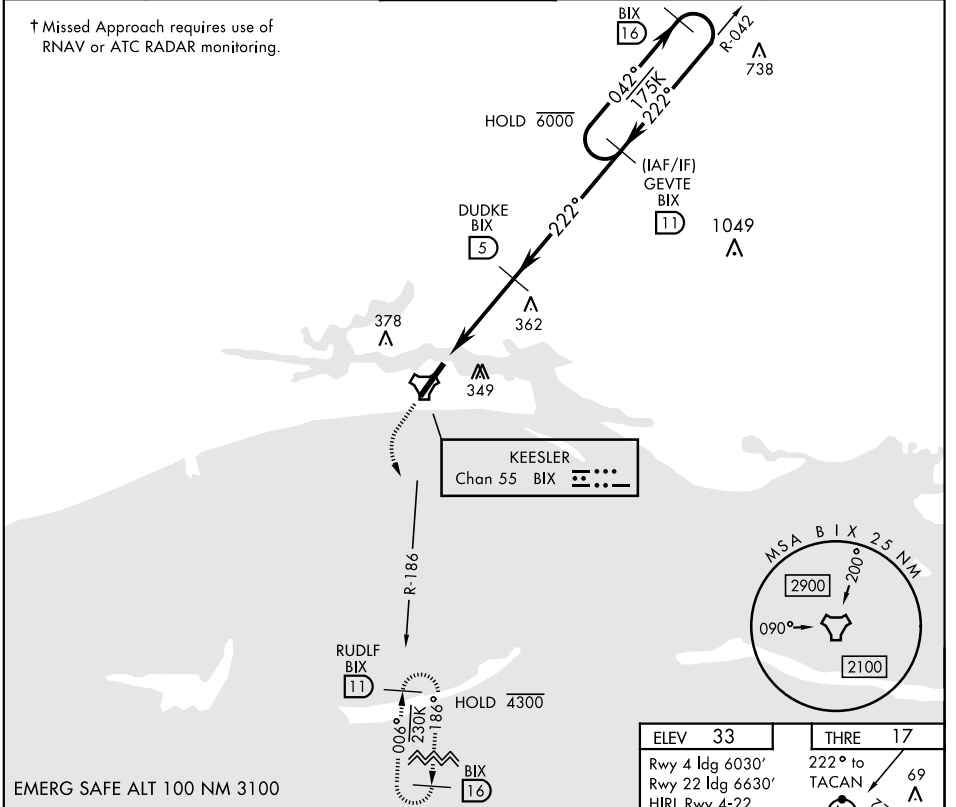 † Missed Approach requires use of
RNAV or ATC RADAR monitoring.
BIX
16
R-042
738
042°
175K
222°
HOLD 6000
(IAF/IF)
GEVTE
BIX
11
1049
DUDKE
BIX
5
222°
362
378
349
KEESLER
Chan 55 BIX
R-186
MSA BIX 25 NM
2900
200°
090°
2100
RUDLF
BIX
11
HOLD 4300
006°
230K
186°
BIX
16
EMERG SAFE ALT 100 NM 3100
ELEV 33
THRE 17
Rwy 4 ldg 6030'
Rwy 22 ldg 6630'
HIRL Rwy 4-22
222° to
TACAN
69